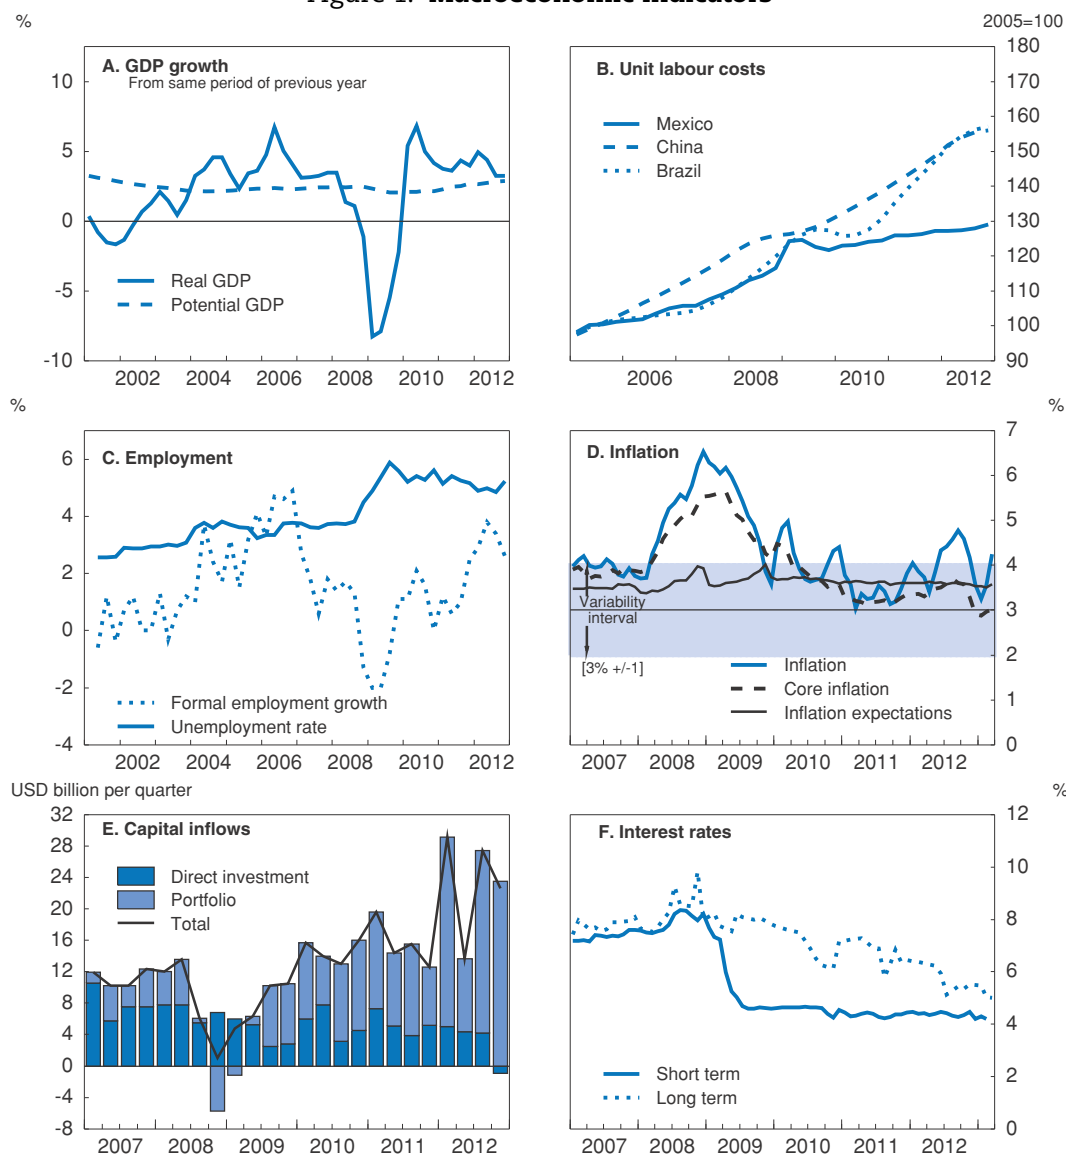 Figure 1. Macroeconomic indicators
%
2005=100
A. GDP growth
From same period of previous year
10
5
0
-5
-10
Real GDP
Potential GDP
2002 2004 2006 2008 2010 2012
B. Unit labour costs
Mexico
China
Brazil
180
170
160
150
140
130
120
110
100
90
2006 2008 2010 2012
%
C. Employment
6
4
2
0
-2
-4
Formal employment growth
Unemployment rate
2002 2004 2006 2008 2010 2012
%
D. Inflation
7
6
5
4
3
2
1
0
Variability
interval
[3% +/-1]
Inflation
Core inflation
Inflation expectations
2007 2008 2009 2010 2011 2012
USD billion per quarter
E. Capital inflows
32
28
24
20
16
12
8
4
0
-4
-8
Direct investment
Portfolio
Total
2007 2008 2009 2010 2011 2012
%
F. Interest rates
12
10
8
6
4
2
0
Short term
Long term
2007 2008 2009 2010 2011 2012